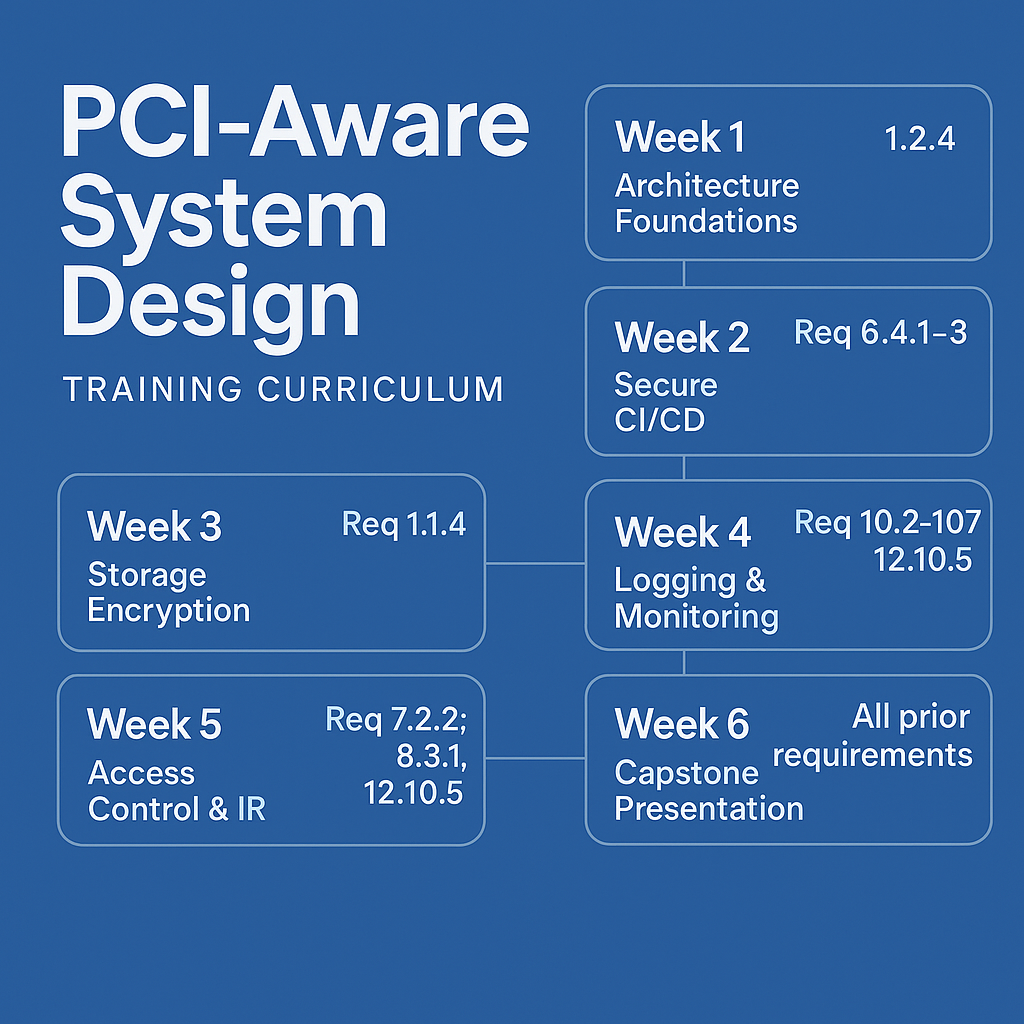 PCI-Aware
System
Design
TRAINING CURRICULUM
Week 1 1.2.4
Architecture
Foundations
Week 2 Req 6.4.1–3
Secure
CI/CD
Week 3 Req 1.1.4
Storage
Encryption
Week 4 Req 10.2-107
12.10.5
Logging &
Monitoring
Week 5 Req 7.2.2;
8.3.1,
12.10.5
Access
Control & IR
Week 6 All prior
requirements
Capstone
Presentation